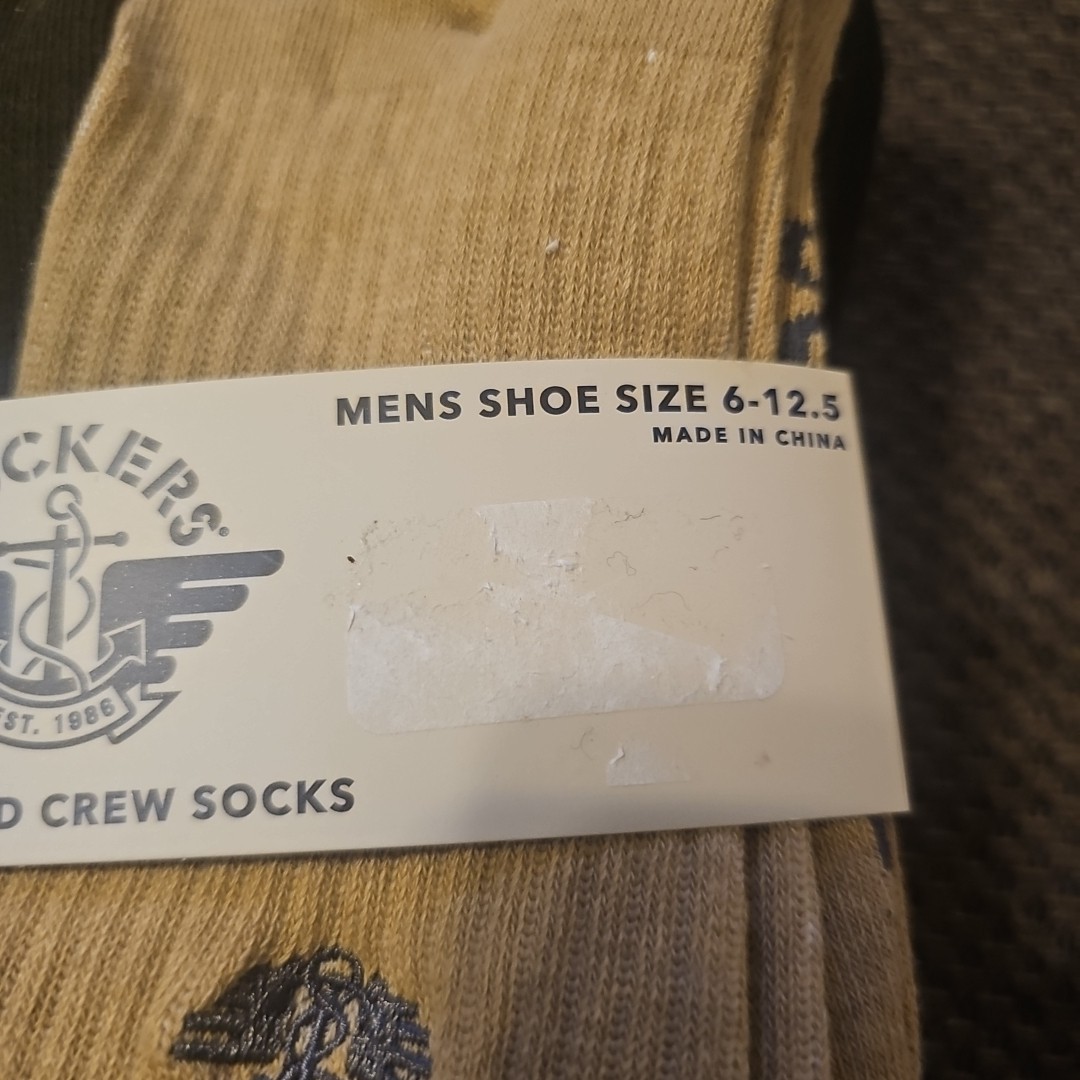 MENS SHOE SIZE 6-12.5
MADE IN CHINA
CKERS
EST. 1986
D CREW SOCKS